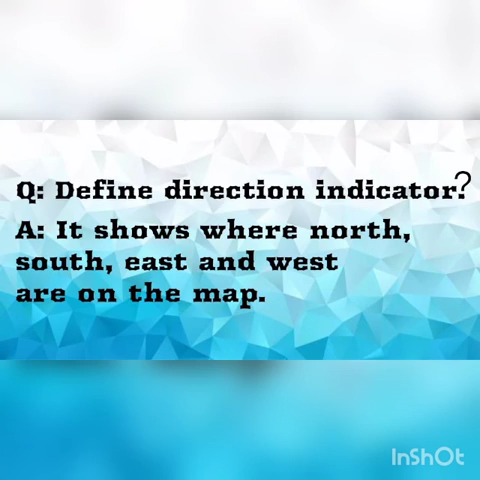 Q: Define direction indicator.?
A: It shows where north,
south, east and west
are on the map.
InShOt